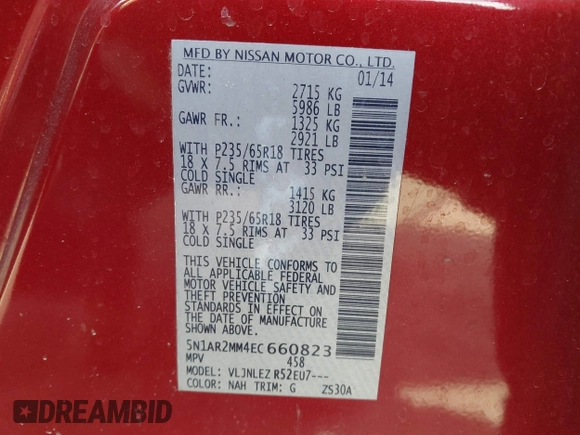 MFD BY NISSAN MOTOR CO., LTD.
DATE: 01/14
GVWR: 2715 KG
5986 LB
GAWR FR.: 1325 KG
2921 LB
WITH P235/65R18 TIRES
18 X 7.5 RIMS AT 33 PSI
COLD SINGLE
GAWR RR.: 1415 KG
3120 LB
WITH P235/65R18 TIRES
18 X 7.5 RIMS AT 33 PSI
COLD SINGLE
THIS VEHICLE CONFORMS TO
ALL APPLICABLE FEDERAL
MOTOR VEHICLE SAFETY AND
THEFT PREVENTION
STANDARDS IN EFFECT ON
THE DATE OF MANUFACTURE
SHOWN ABOVE.
5N1AR2MM4EC660823
MPV 458
MODEL: VLJNLEZ R52EU7---
COLOR: NAH TRIM: G ZS30A
DREAMBID